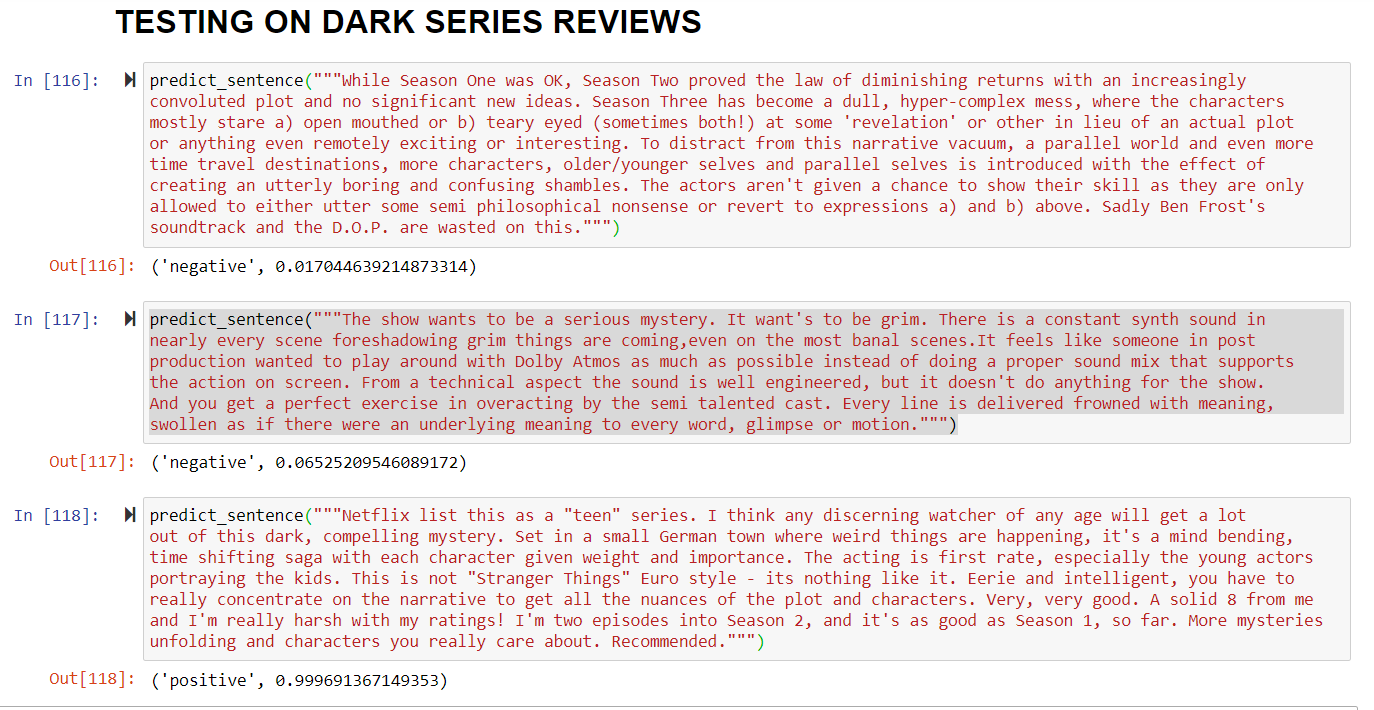 TESTING ON DARK SERIES REVIEWS
In [116]: predict_sentence("""While Season One was OK, Season Two proved the law of diminishing returns with an increasingly
convoluted plot and no significant new ideas. Season Three has become a dull, hyper-complex mess, where the characters
mostly stare a) open mouthed or b) teary eyed (sometimes both!) at some 'revelation' or other in lieu of an actual plot
or anything even remotely exciting or interesting. To distract from this narrative vacuum, a parallel world and even more
time travel destinations, more characters, older/younger selves and parallel selves is introduced with the effect of
creating an utterly boring and confusing shambles. The actors aren't given a chance to show their skill as they are only
allowed to either utter some semi philosophical nonsense or revert to expressions a) and b) above. Sadly Ben Frost's
soundtrack and the D.O.P. are wasted on this.""")
Out[116]: ('negative', 0.017044639214873314)
In [117]: predict_sentence("""The show wants to be a serious mystery. It want's to be grim. There is a constant synth sound in
nearly every scene foreshadowing grim things are coming,even on the most banal scenes.It feels like someone in post
production wanted to play around with Dolby Atmos as much as possible instead of doing a proper sound mix that supports
the action on screen. From a technical aspect the sound is well engineered, but it doesn't do anything for the show.
And you get a perfect exercise in overacting by the semi talented cast. Every line is delivered frowned with meaning,
swollen as if there were an underlying meaning to every word, glimpse or motion.""")
Out[117]: ('negative', 0.06525209546089172)
In [118]: predict_sentence("""Netflix list this as a "teen" series. I think any discerning watcher of any age will get a lot
out of this dark, compelling mystery. Set in a small German town where weird things are happening, it's a mind bending,
time shifting saga with each character given weight and importance. The acting is first rate, especially the young actors
portraying the kids. This is not "Stranger Things" Euro style - its nothing like it. Eerie and intelligent, you have to
really concentrate on the narrative to get all the nuances of the plot and characters. Very, very good. A solid 8 from me
and I'm really harsh with my ratings! I'm two episodes into Season 2, and it's as good as Season 1, so far. More mysteries
unfolding and characters you really care about. Recommended.""")
Out[118]: ('positive', 0.999691367149353)